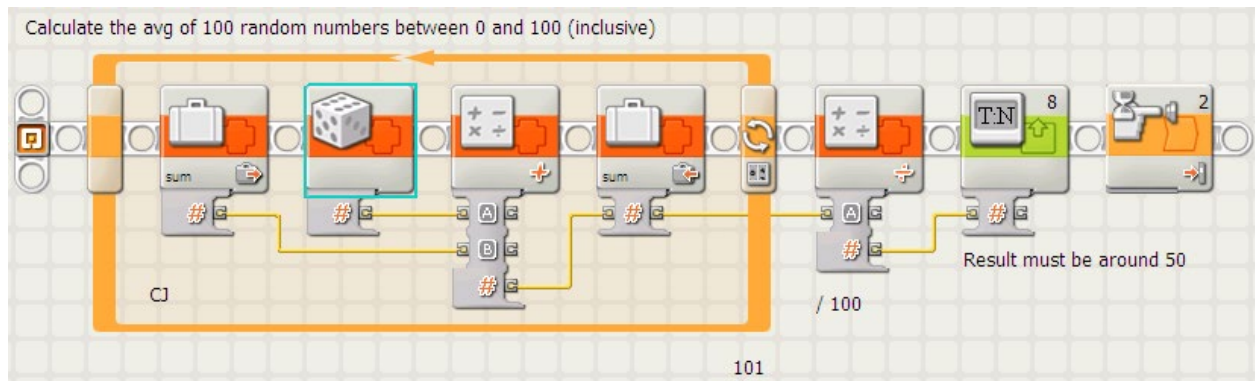 Calculate the avg of 100 random numbers between 0 and 100 (inclusive)
sum
sum
T:N
8
2
+ -
× ÷
+ -
× ÷
#
#
A
B
#
#
A
#
#
CJ
/ 100
Result must be around 50
101